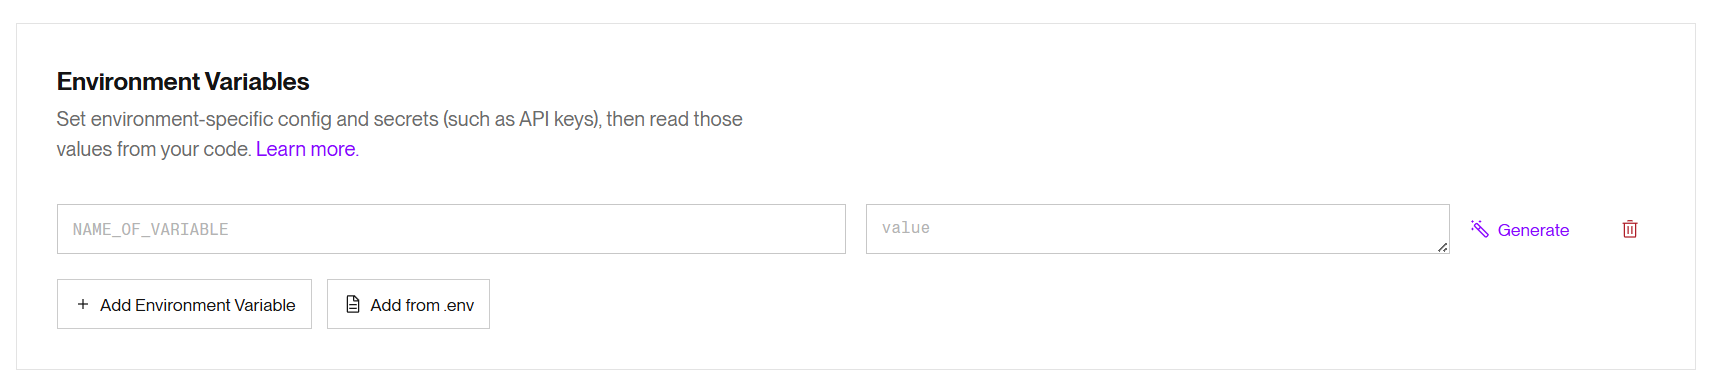 Environment Variables
Set environment-specific config and secrets (such as API keys), then read those
values from your code. Learn more.
NAME_OF_VARIABLE
value
Generate
Add Environment Variable
Add from .env